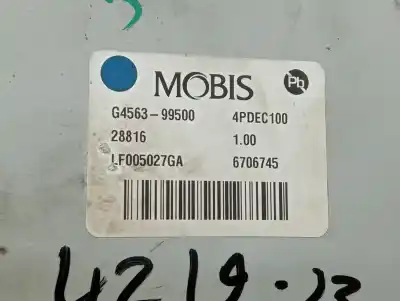 MOBIS Pb
G4563-99500 4PDEC100
28816 1.00
LF005027GA 6706745
4219-13